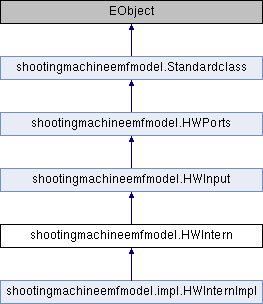 EObject
shootingmachineemfmodel.Standardclass
shootingmachineemfmodel.HWPorts
shootingmachineemfmodel.HWInput
shootingmachineemfmodel.HWIntern
shootingmachineemfmodel.impl.HWInternImpl